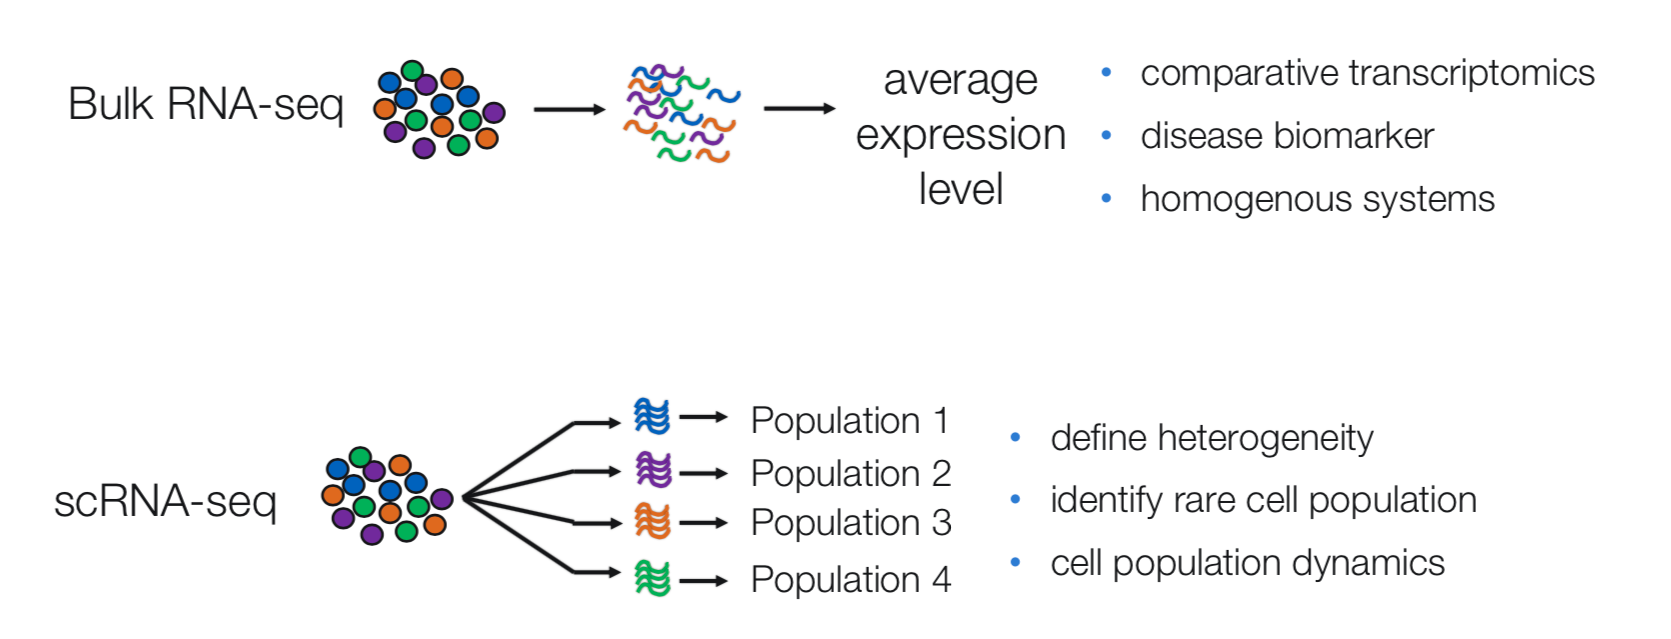 Bulk RNA-seq
average
expression
level
• comparative transcriptomics
• disease biomarker
• homogenous systems
scRNA-seq
Population 1
Population 2
Population 3
Population 4
• define heterogeneity
• identify rare cell population
• cell population dynamics